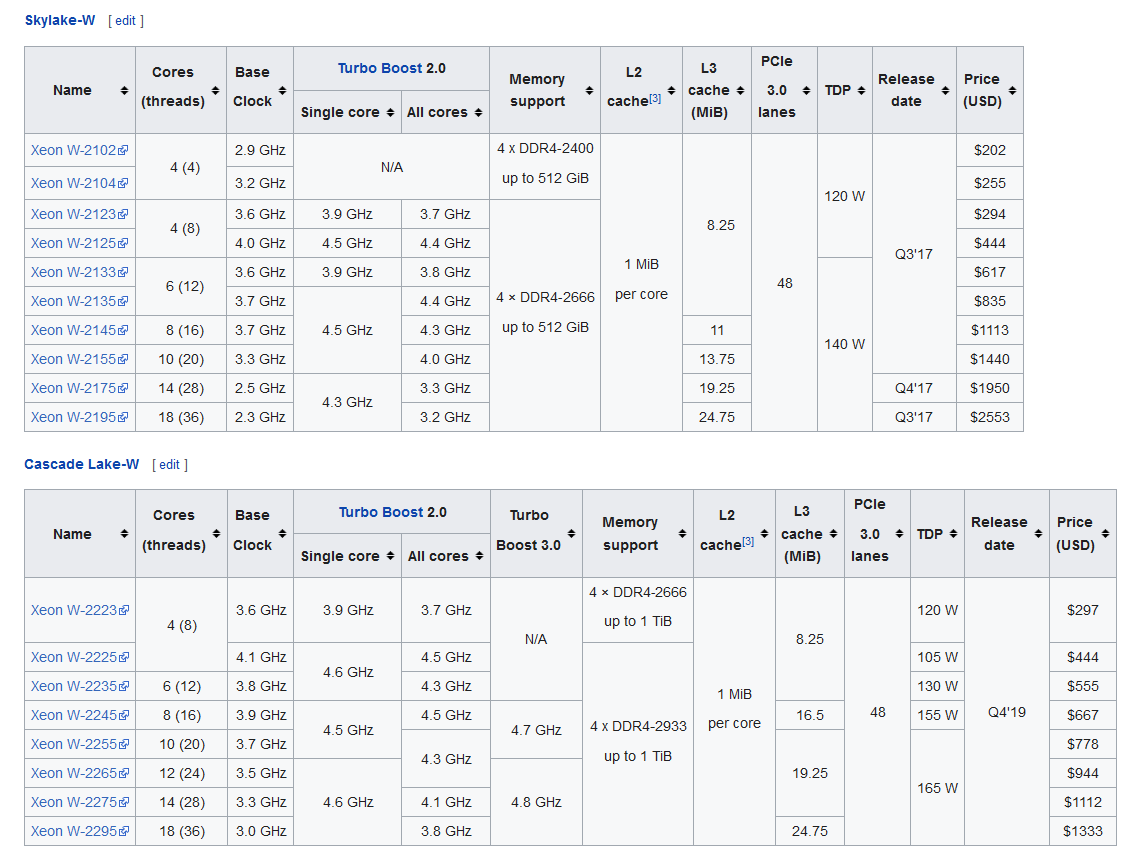 Skylake-W [ edit ]
Name Cores (threads) Base Clock Turbo Boost 2.0 Memory support L2 cache[3] L3 cache (MiB) PCIe 3.0 lanes TDP Release date Price (USD)
Single core All cores
Xeon W-2102 4 (4) 2.9 GHz N/A 4 x DDR4-2400 up to 512 GiB 1 MiB per core 8.25 48 120 W Q3'17 $202
Xeon W-2104 3.2 GHz $255
Xeon W-2123 4 (8) 3.6 GHz 3.9 GHz 3.7 GHz 4 × DDR4-2666 up to 512 GiB $294
Xeon W-2125 4.0 GHz 4.5 GHz 4.4 GHz $444
Xeon W-2133 6 (12) 3.6 GHz 3.9 GHz 3.8 GHz 140 W $617
Xeon W-2135 3.7 GHz 4.5 GHz 4.4 GHz $835
Xeon W-2145 8 (16) 3.7 GHz 4.3 GHz 11 $1113
Xeon W-2155 10 (20) 3.3 GHz 4.0 GHz 13.75 $1440
Xeon W-2175 14 (28) 2.5 GHz 4.3 GHz 3.3 GHz 19.25 Q4'17 $1950
Xeon W-2195 18 (36) 2.3 GHz 3.2 GHz 24.75 Q3'17 $2553
Cascade Lake-W [ edit ]
Name Cores (threads) Base Clock Turbo Boost 2.0 Turbo Boost 3.0 Memory support L2 cache[3] L3 cache (MiB) PCIe 3.0 lanes TDP Release date Price (USD)
Single core All cores
Xeon W-2223 4 (8) 3.6 GHz 3.9 GHz 3.7 GHz N/A 4 × DDR4-2666 up to 1 TiB 1 MiB per core 8.25 48 120 W Q4'19 $297
Xeon W-2225 4.1 GHz 4.6 GHz 4.5 GHz 4 x DDR4-2933 up to 1 TiB 105 W $444
Xeon W-2235 6 (12) 3.8 GHz 4.3 GHz 130 W $555
Xeon W-2245 8 (16) 3.9 GHz 4.5 GHz 4.5 GHz 4.7 GHz 16.5 155 W $667
Xeon W-2255 10 (20) 3.7 GHz 4.3 GHz 19.25 165 W $778
Xeon W-2265 12 (24) 3.5 GHz 4.6 GHz 4.8 GHz $944
Xeon W-2275 14 (28) 3.3 GHz 4.1 GHz $1112
Xeon W-2295 18 (36) 3.0 GHz 3.8 GHz 24.75 $1333